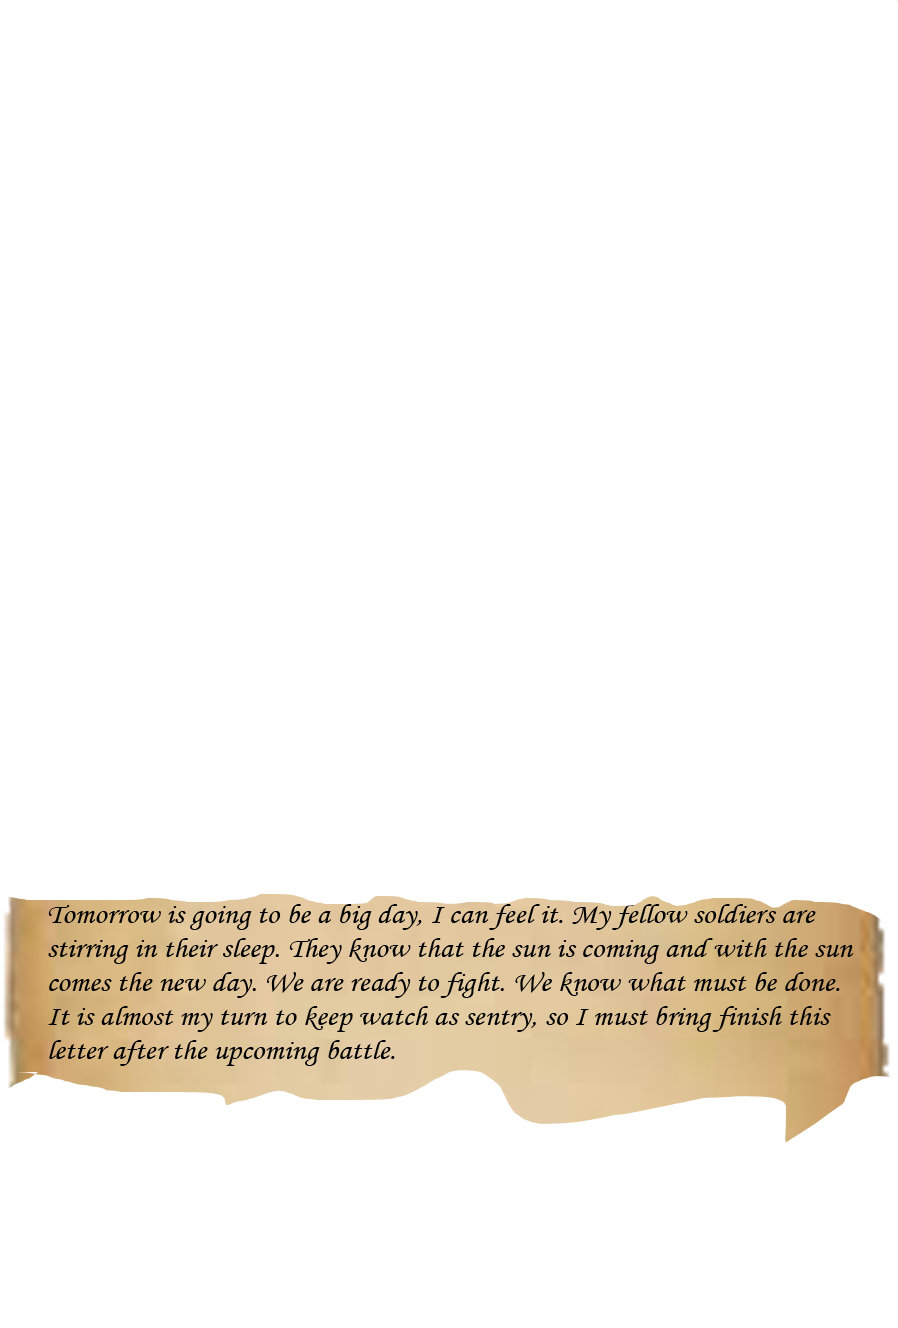 Tomorrow is going to be a big day, I can feel it. My fellow soldiers are
stirring in their sleep. They know that the sun is coming and with the sun
comes the new day. We are ready to fight. We know what must be done.
It is almost my turn to keep watch as sentry, so I must bring finish this
letter after the upcoming battle.